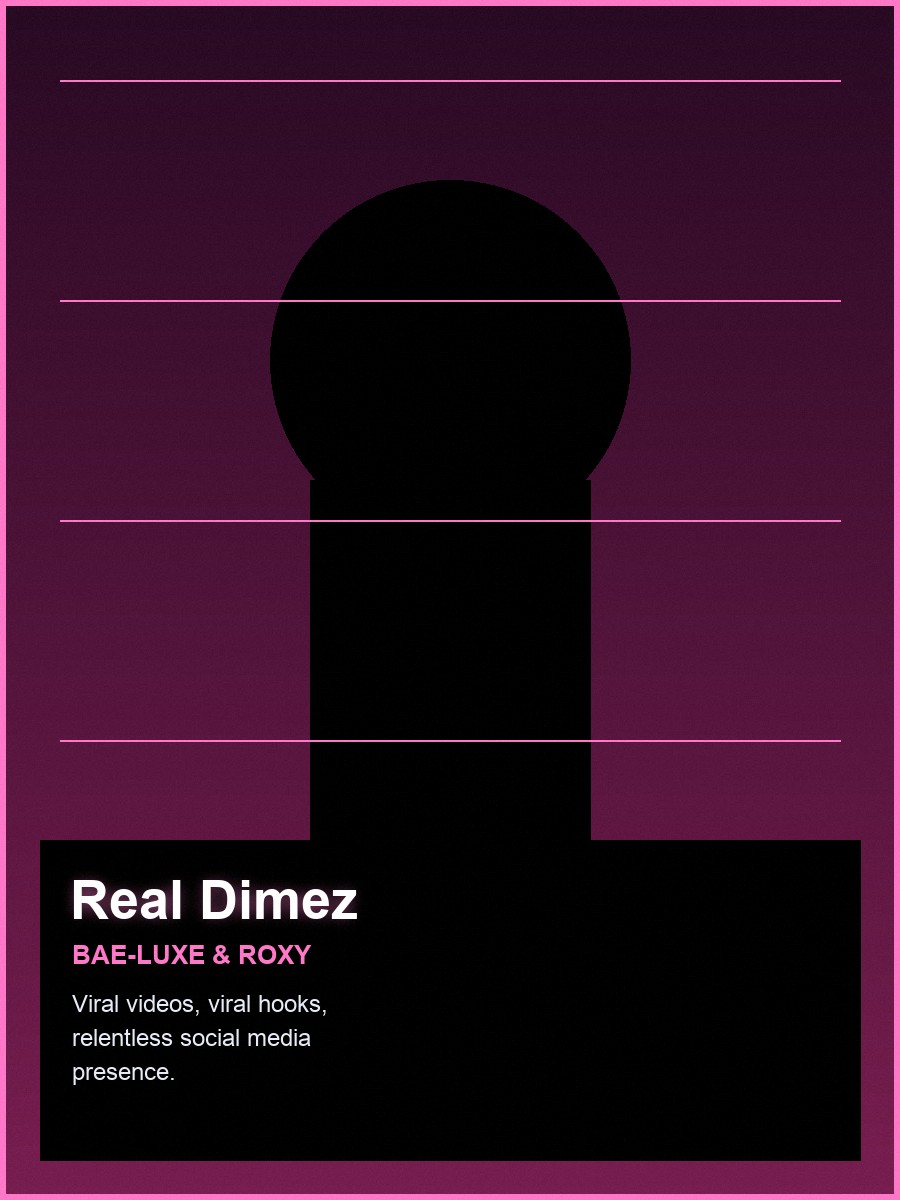 Real Dimez
BAE-LUXE & ROXY
Viral videos, viral hooks,
relentless social media
presence.